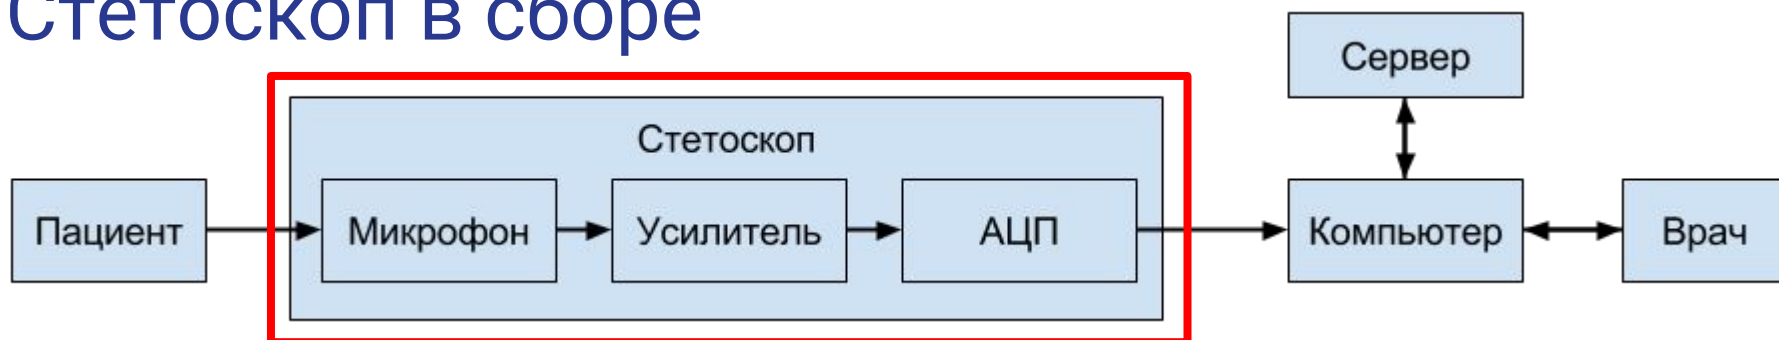 Стетоскоп в сборе
Сервер
Стетоскоп
Пациент
Микрофон
Усилитель
АЦП
Компьютер
Врач